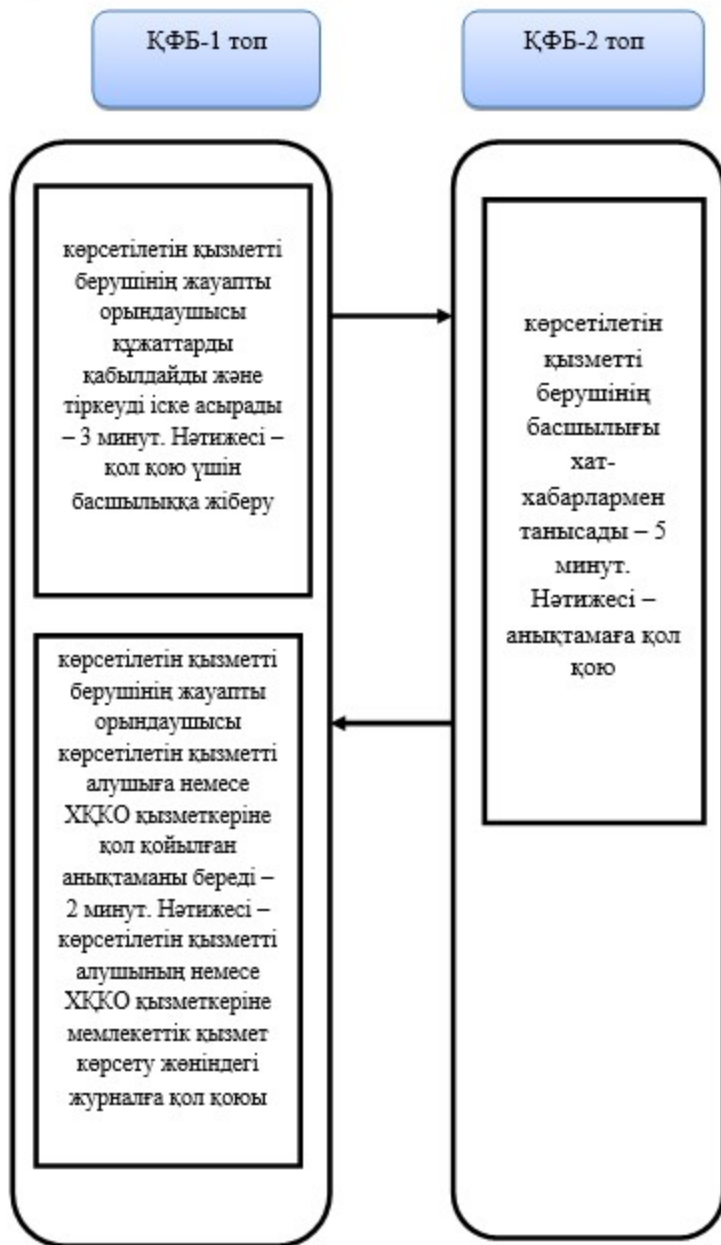 ҚФБ-1 топ
ҚФБ-2 топ
көрсетілетін қызметті
берушінің жауапты
орындаушысы
құжаттарды
қабылдайды және
тіркеуді іске асырады
– 3 минут. Нәтижесі –
қол қою үшін
басшылыққа жіберу
көрсетілетін қызметті
берушінің жауапты
орындаушысы
көрсетілетін қызметті
алушыға немесе
ХҚКО қызметкеріне
қол қойылған
анықтаманы береді –
2 минут. Нәтижесі –
көрсетілетін қызметті
алушының немесе
ХҚКО қызметкеріне
мемлекеттік қызмет
көрсету жөніндегі
журналға қол қоюы
көрсетілетін
қызметті
берушінің
басшылығы
хат-
хабарлармен
танысады – 5
минут.
Нәтижесі –
анықтамаға қол
қою